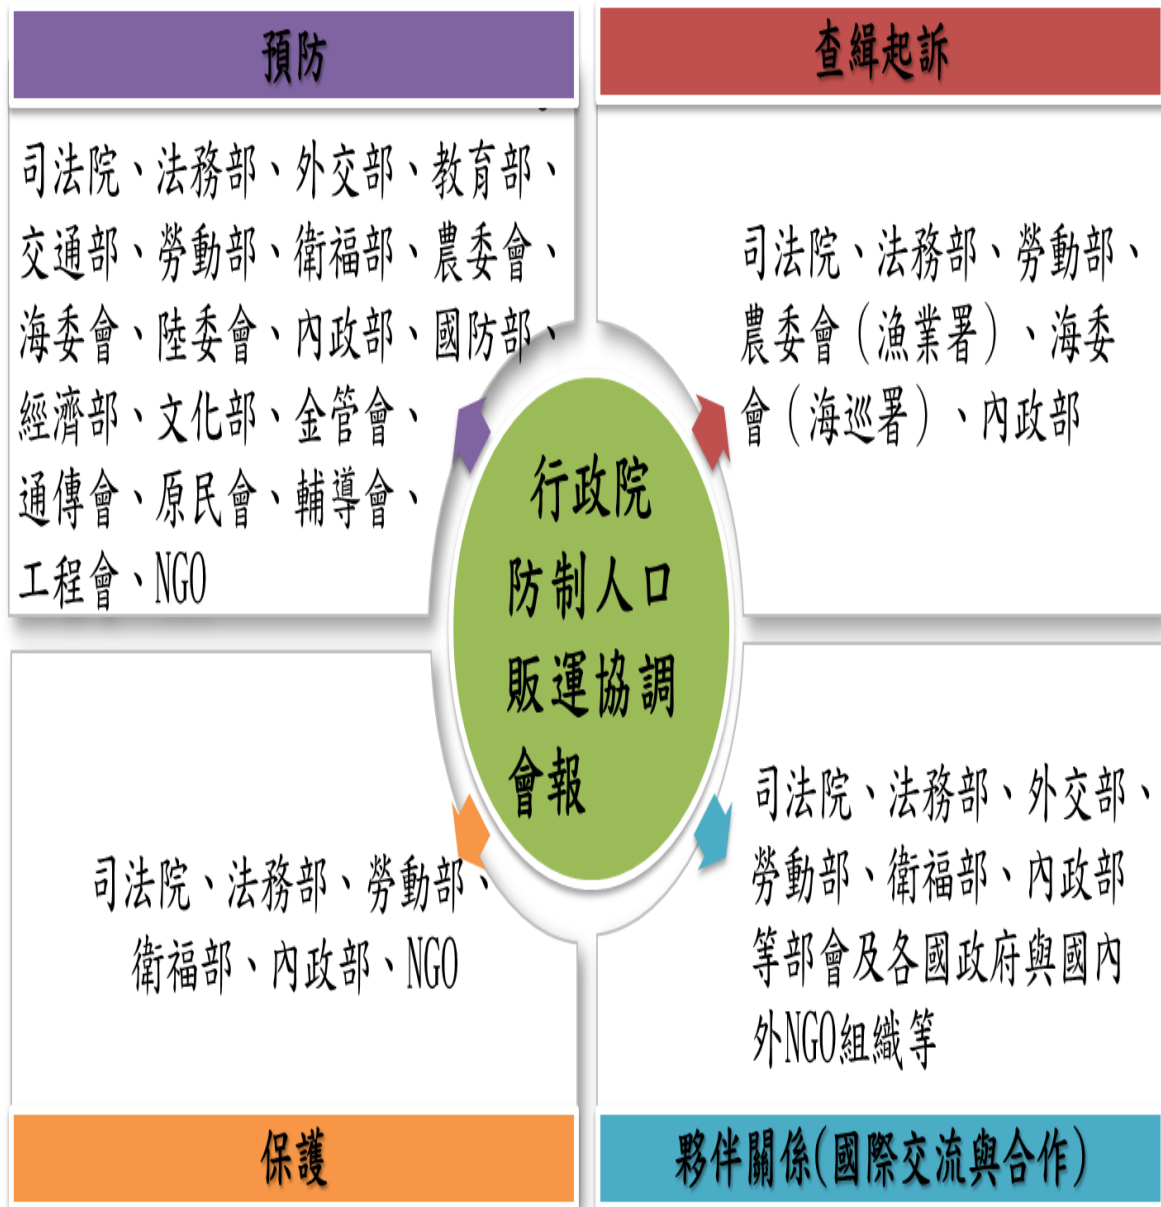 預防
司法院、法務部、外交部、教育部、
交通部、勞動部、衛福部、農委會、
海委會、陸委會、內政部、國防部、
經濟部、文化部、金管會、
通傳會、原民會、輔導會、
工程會、NGO
查緝起訴
司法院、法務部、勞動部、
農委會（漁業署）、海委
會（海巡署）、內政部
行政院
防制人口
販運協調
會報
司法院、法務部、勞動部、
衛福部、內政部、NGO
保護
司法院、法務部、外交部、
勞動部、衛福部、內政部
等部會及各國政府與國內
外NGO組織等
夥伴關係(國際交流與合作)